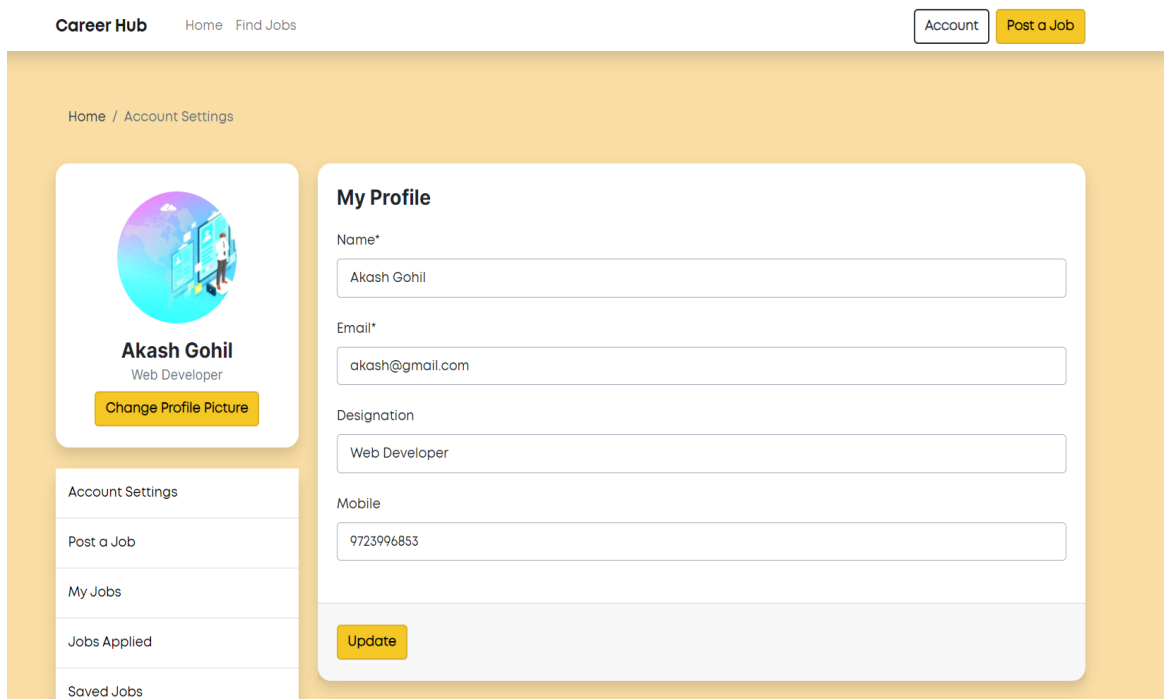 Career Hub Home Find Jobs Account Post a Job
Home / Account Settings
Akash Gohil
Web Developer
Change Profile Picture
Account Settings
Post a Job
My Jobs
Jobs Applied
Saved Jobs
My Profile
Name*
Akash Gohil
Email*
akash@gmail.com
Designation
Web Developer
Mobile
9723996853
Update